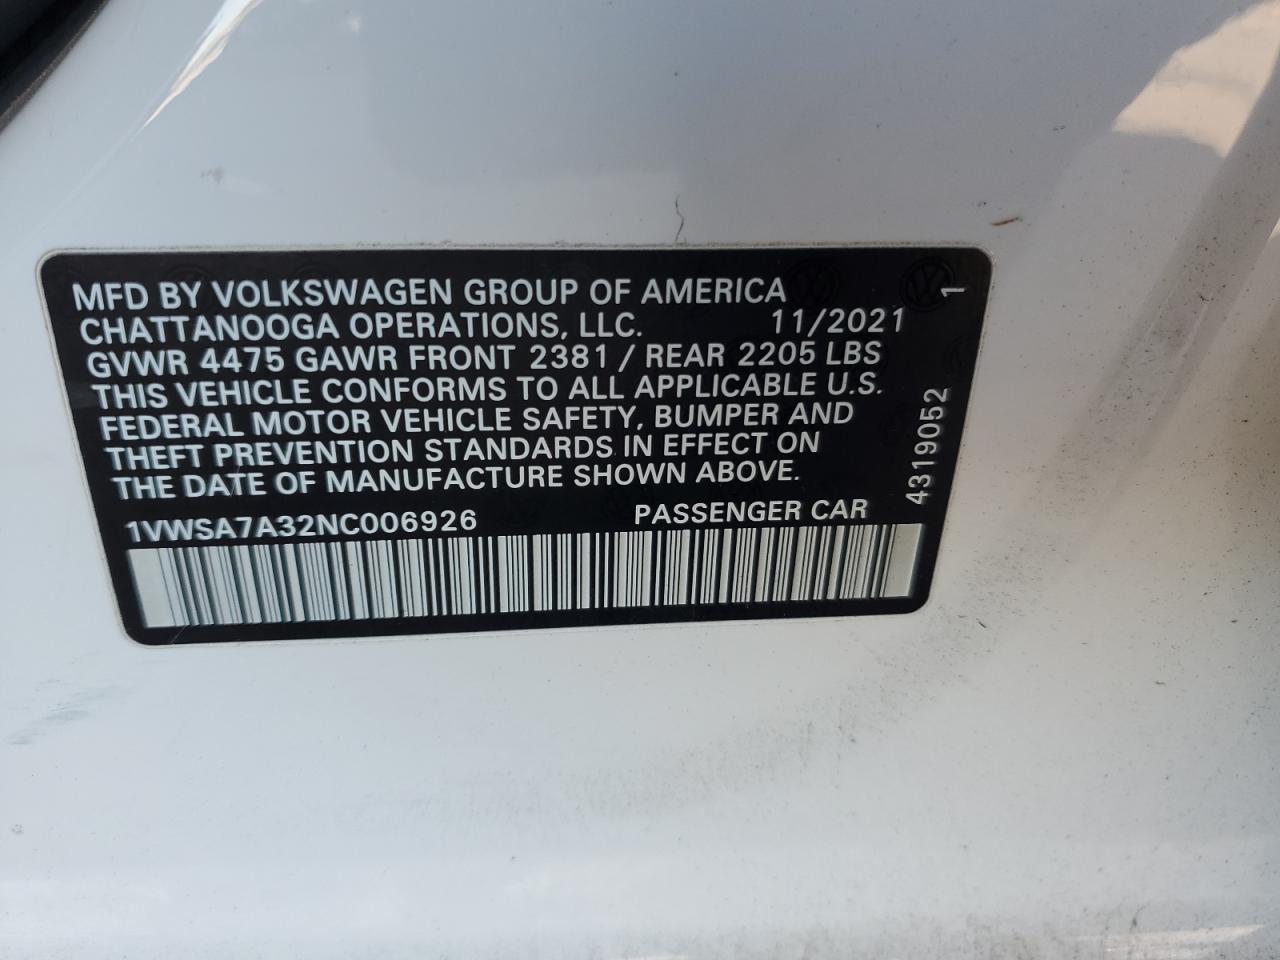 MFD BY VOLKSWAGEN GROUP OF AMERICA
CHATTANOOGA OPERATIONS, LLC. 11/2021
GVWR 4475 GAWR FRONT 2381 / REAR 2205 LBS
THIS VEHICLE CONFORMS TO ALL APPLICABLE U.S.
FEDERAL MOTOR VEHICLE SAFETY, BUMPER AND
THEFT PREVENTION STANDARDS IN EFFECT ON
THE DATE OF MANUFACTURE SHOWN ABOVE.
1VWSA7A32NC006926 PASSENGER CAR
4319052 1